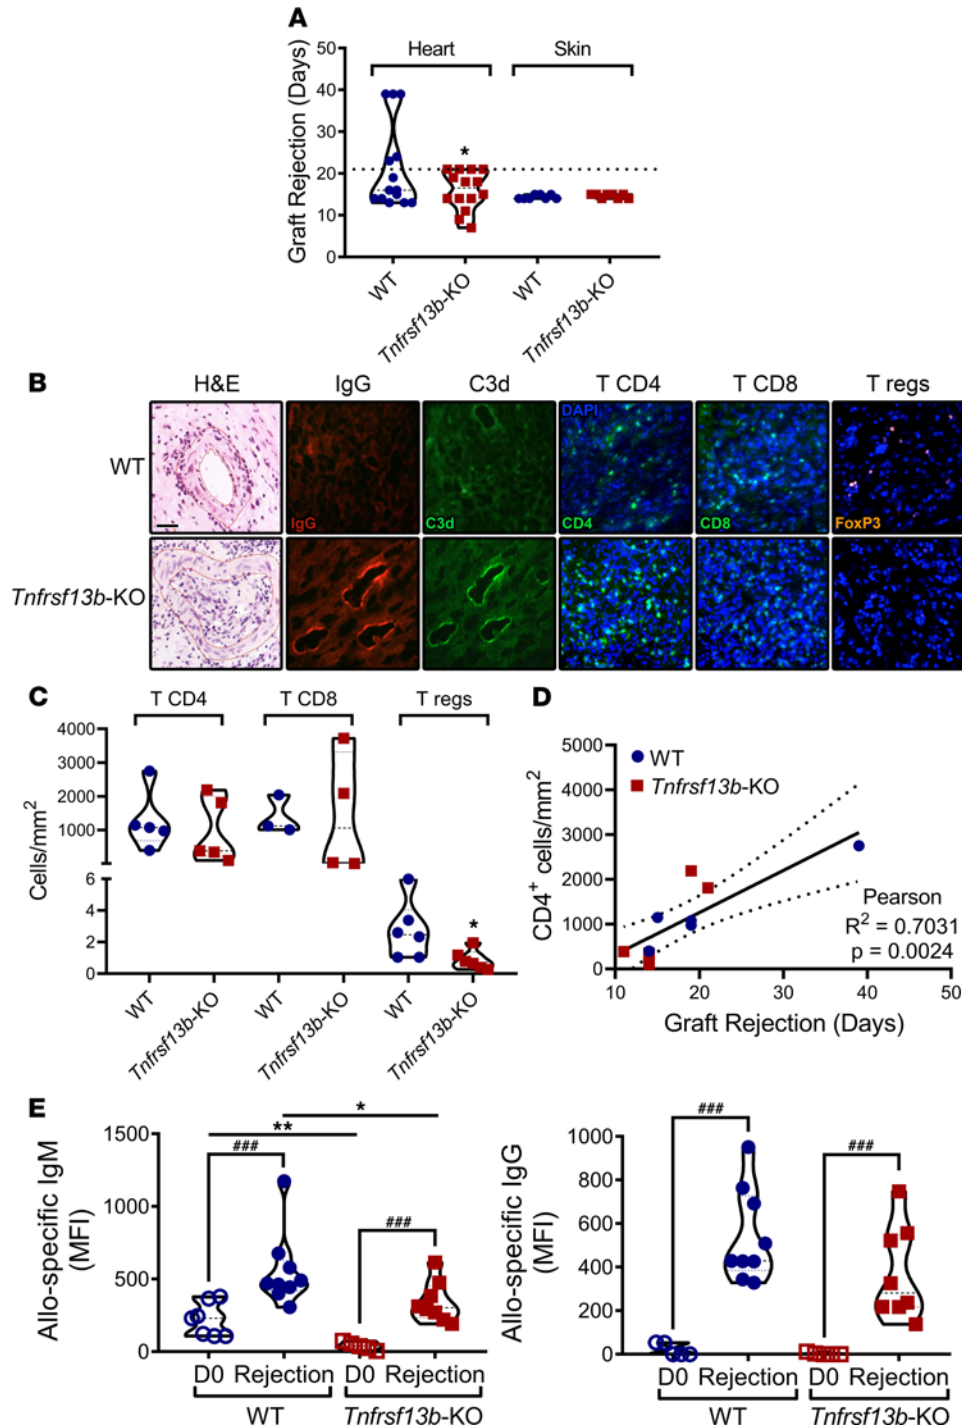 A
Heart Skin
Graft Rejection (Days)
50
40
30
20
10
0
*
WT
Tnfrsf13b-KO
WT
Tnfrsf13b-KO
B
H&E IgG C3d T CD4 T CD8 T regs
WT
DAPI
IgG C3d CD4 CD8 FoxP3
Tnfrsf13b-KO
C
T CD4 T CD8 T regs
Cells/mm²
4000
3000
2000
1000
6
4
2
0
*
WT
Tnfrsf13b-KO
WT
Tnfrsf13b-KO
WT
Tnfrsf13b-KO
D
CD4⁺ cells/mm²
5000
4000
3000
2000
1000
0
WT
Tnfrsf13b-KO
Pearson
R² = 0.7031
p = 0.0024
10 20 30 40 50
Graft Rejection (Days)
E
Allo-specific IgM
(MFI)
1500
1000
500
0
*
**
###
###
D0 Rejection D0 Rejection
WT Tnfrsf13b-KO
Allo-specific IgG
(MFI)
1000
800
600
400
200
0
###
###
D0 Rejection D0 Rejection
WT Tnfrsf13b-KO